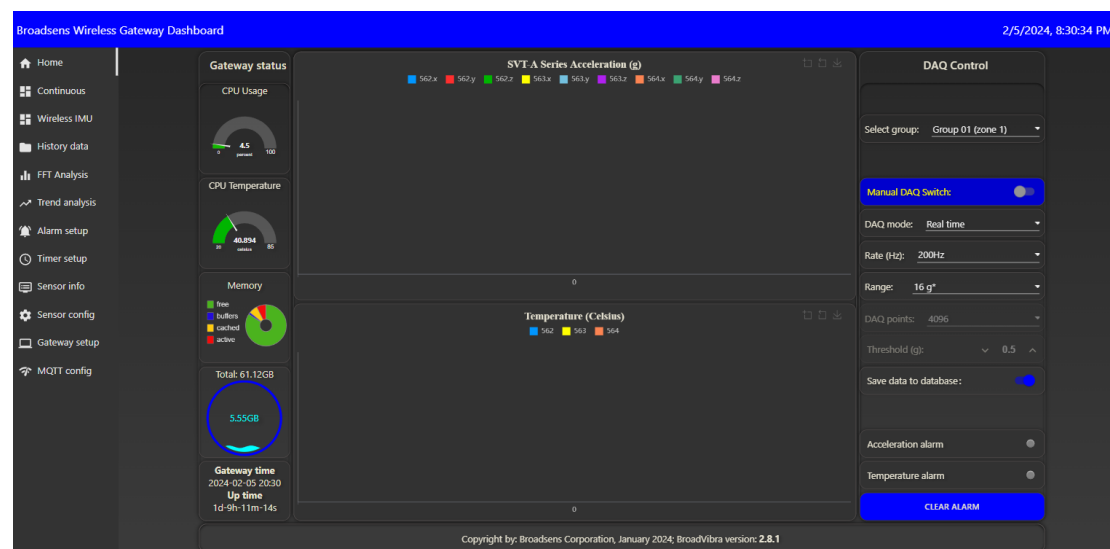 Broadsens Wireless Gateway Dashboard
2/5/2024, 8:30:34 PM
Home
Continuous
Wireless IMU
History data
FFT Analysis
Trend analysis
Alarm setup
Timer setup
Sensor info
Sensor config
Gateway setup
MQTT config
Gateway status
CPU Usage
4.5
0 percent 100
CPU Temperature
40.894
20 celsius 85
Memory
free
buffers
cached
active
Total: 61.12GB
5.55GB
Gateway time
2024-02-05 20:30
Up time
1d-9h-11m-14s
SVT-A Series Acceleration (g)
562.x 562.y 562.z 563.x 563.y 563.z 564.x 564.y 564.z
0
Temperature (Celsius)
562 563 564
0
DAQ Control
Select group: Group 01 (zone 1)
Manual DAQ Switch:
DAQ mode: Real time
Rate (Hz): 200Hz
Range: 16 g*
DAQ points: 4096
Threshold (g): 0.5
Save data to database:
Acceleration alarm
Temperature alarm
CLEAR ALARM
Copyright by: Broadsens Corporation, January 2024; BroadVibra version: 2.8.1